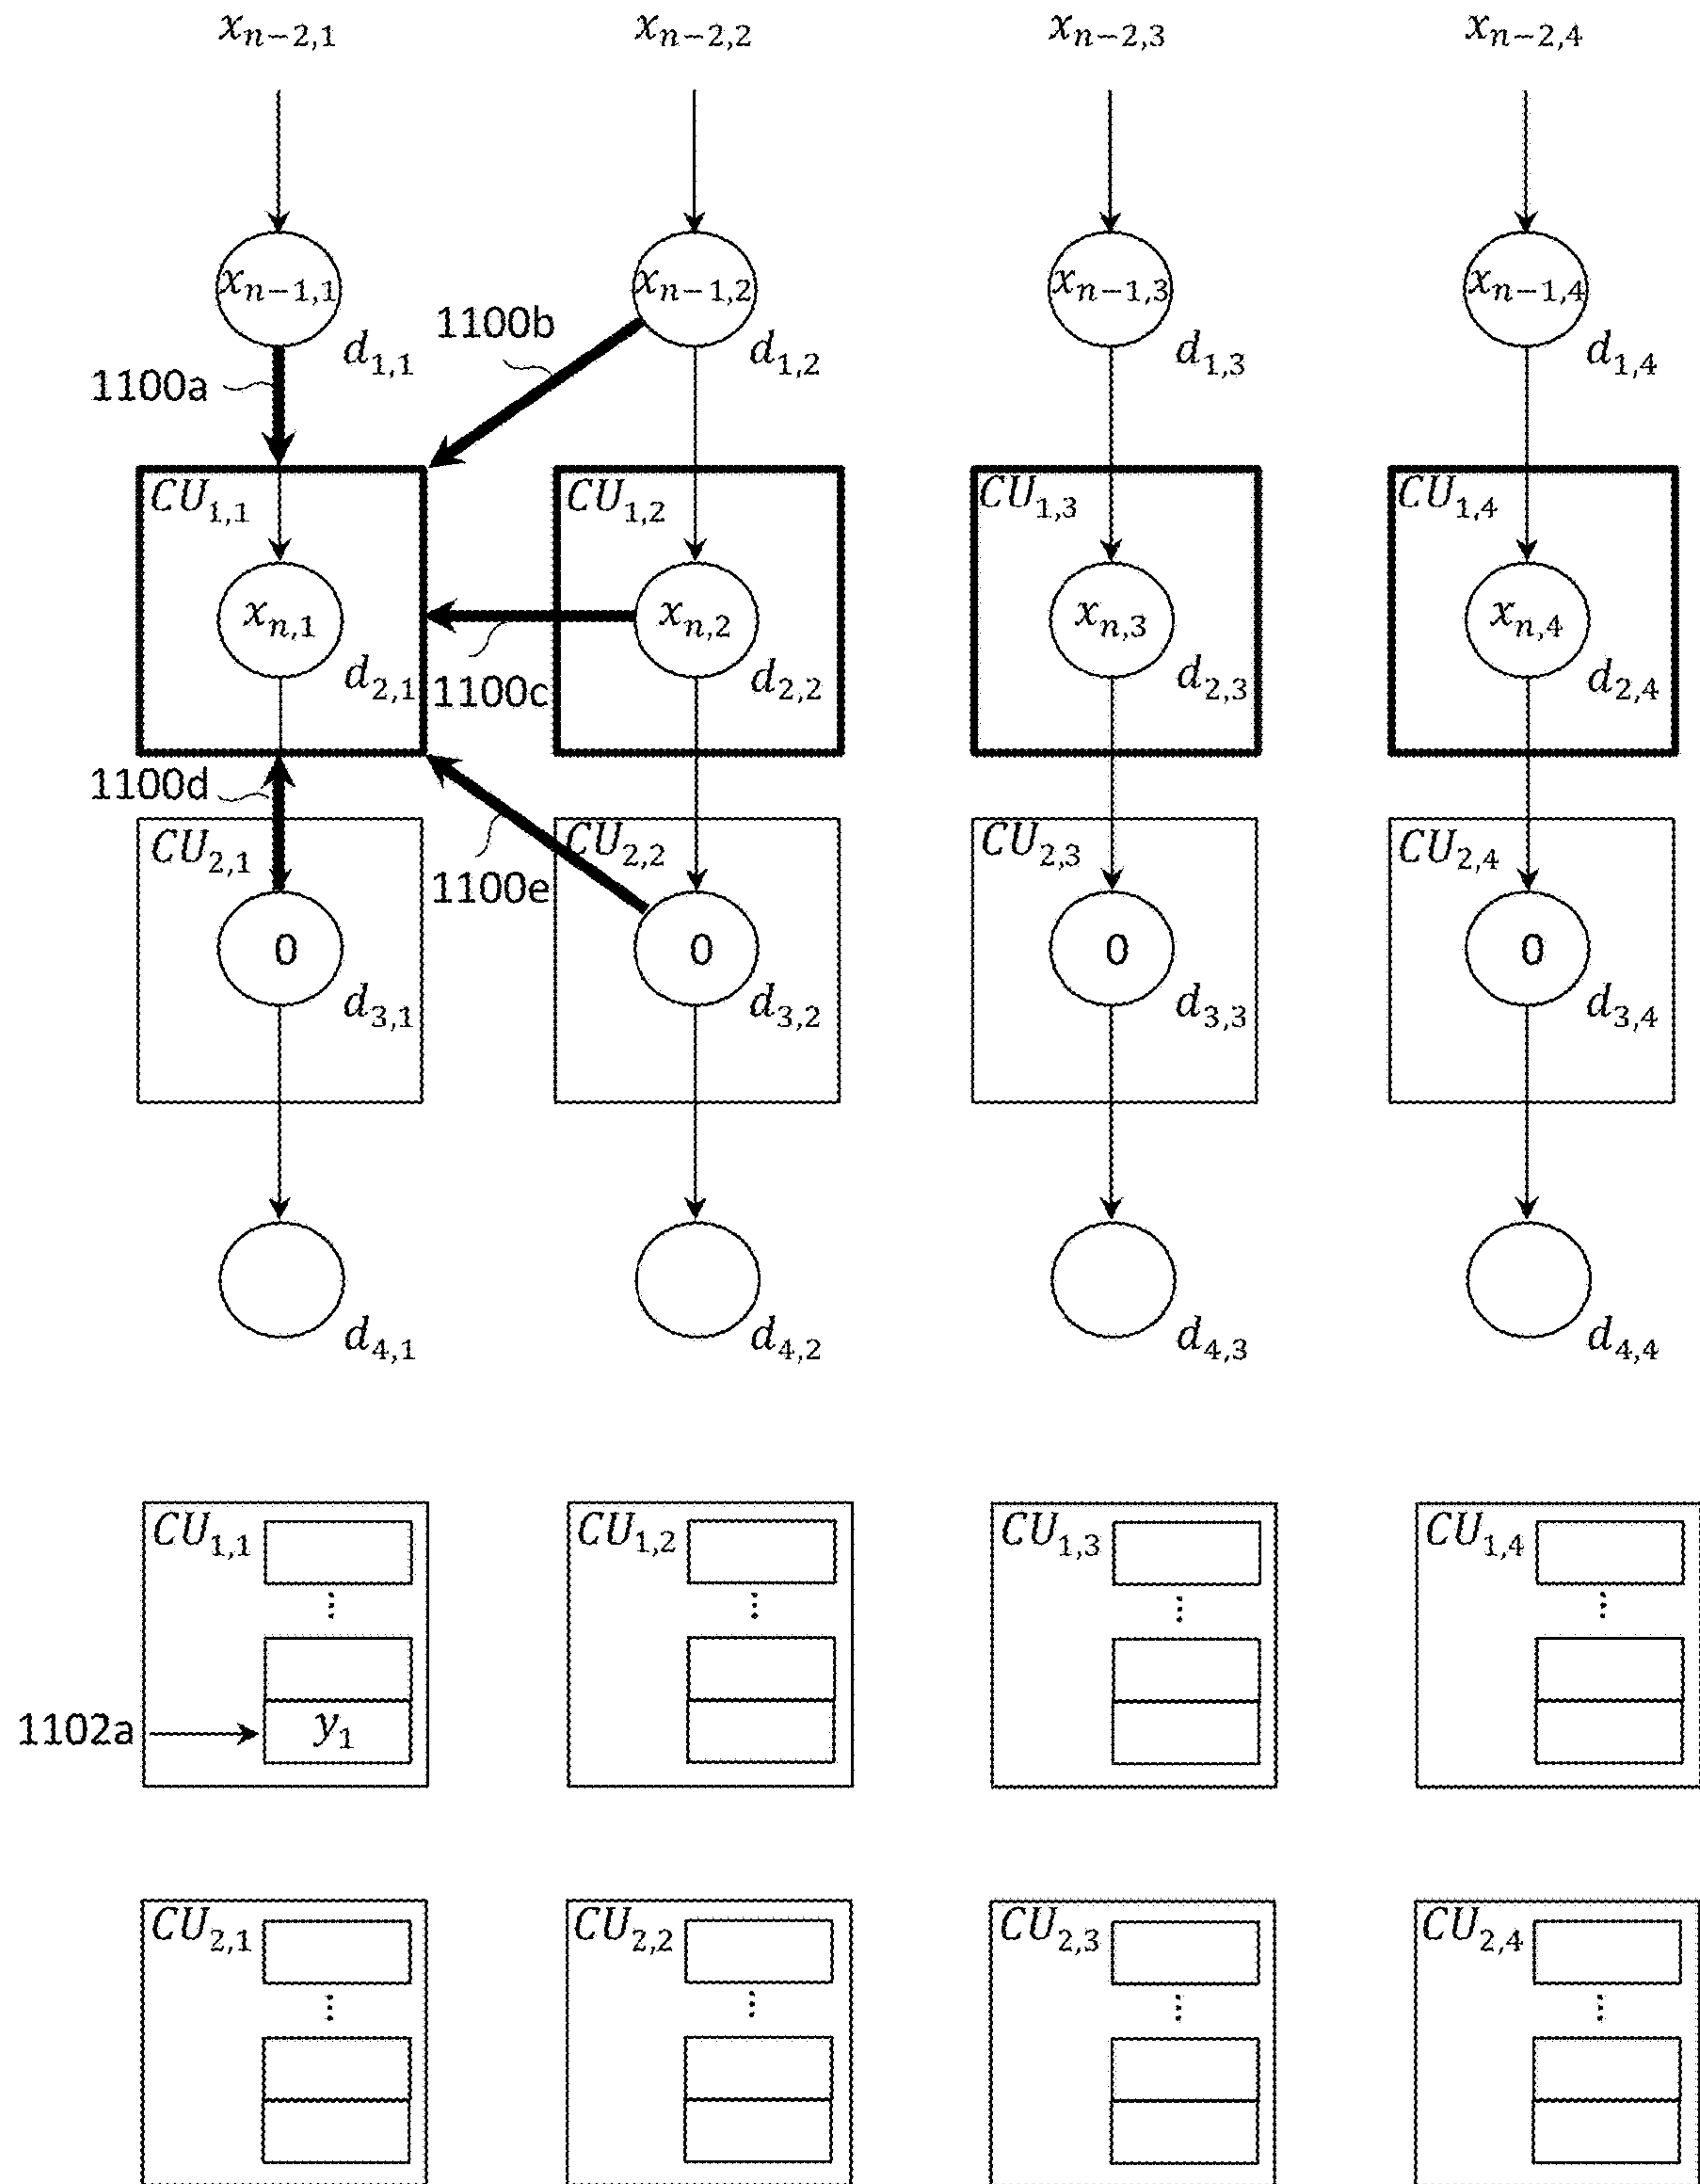 x_{n−2,1} x_{n−2,2} x_{n−2,3} x_{n−2,4}
x_{n−1,1} x_{n−1,2} x_{n−1,3} x_{n−1,4}
1100b
d_{1,1} d_{1,2} d_{1,3} d_{1,4}
1100a
CU_{1,1} CU_{1,2} CU_{1,3} CU_{1,4}
x_{n,1} x_{n,2} x_{n,3} x_{n,4}
d_{2,1} d_{2,2} d_{2,3} d_{2,4}
1100c
1100d
CU_{2,1} CU_{2,2} CU_{2,3} CU_{2,4}
1100e
0 0 0 0
d_{3,1} d_{3,2} d_{3,3} d_{3,4}
d_{4,1} d_{4,2} d_{4,3} d_{4,4}
CU_{1,1} CU_{1,2} CU_{1,3} CU_{1,4}
⋮ ⋮ ⋮ ⋮
1102a y_1
CU_{2,1} CU_{2,2} CU_{2,3} CU_{2,4}
⋮ ⋮ ⋮ ⋮